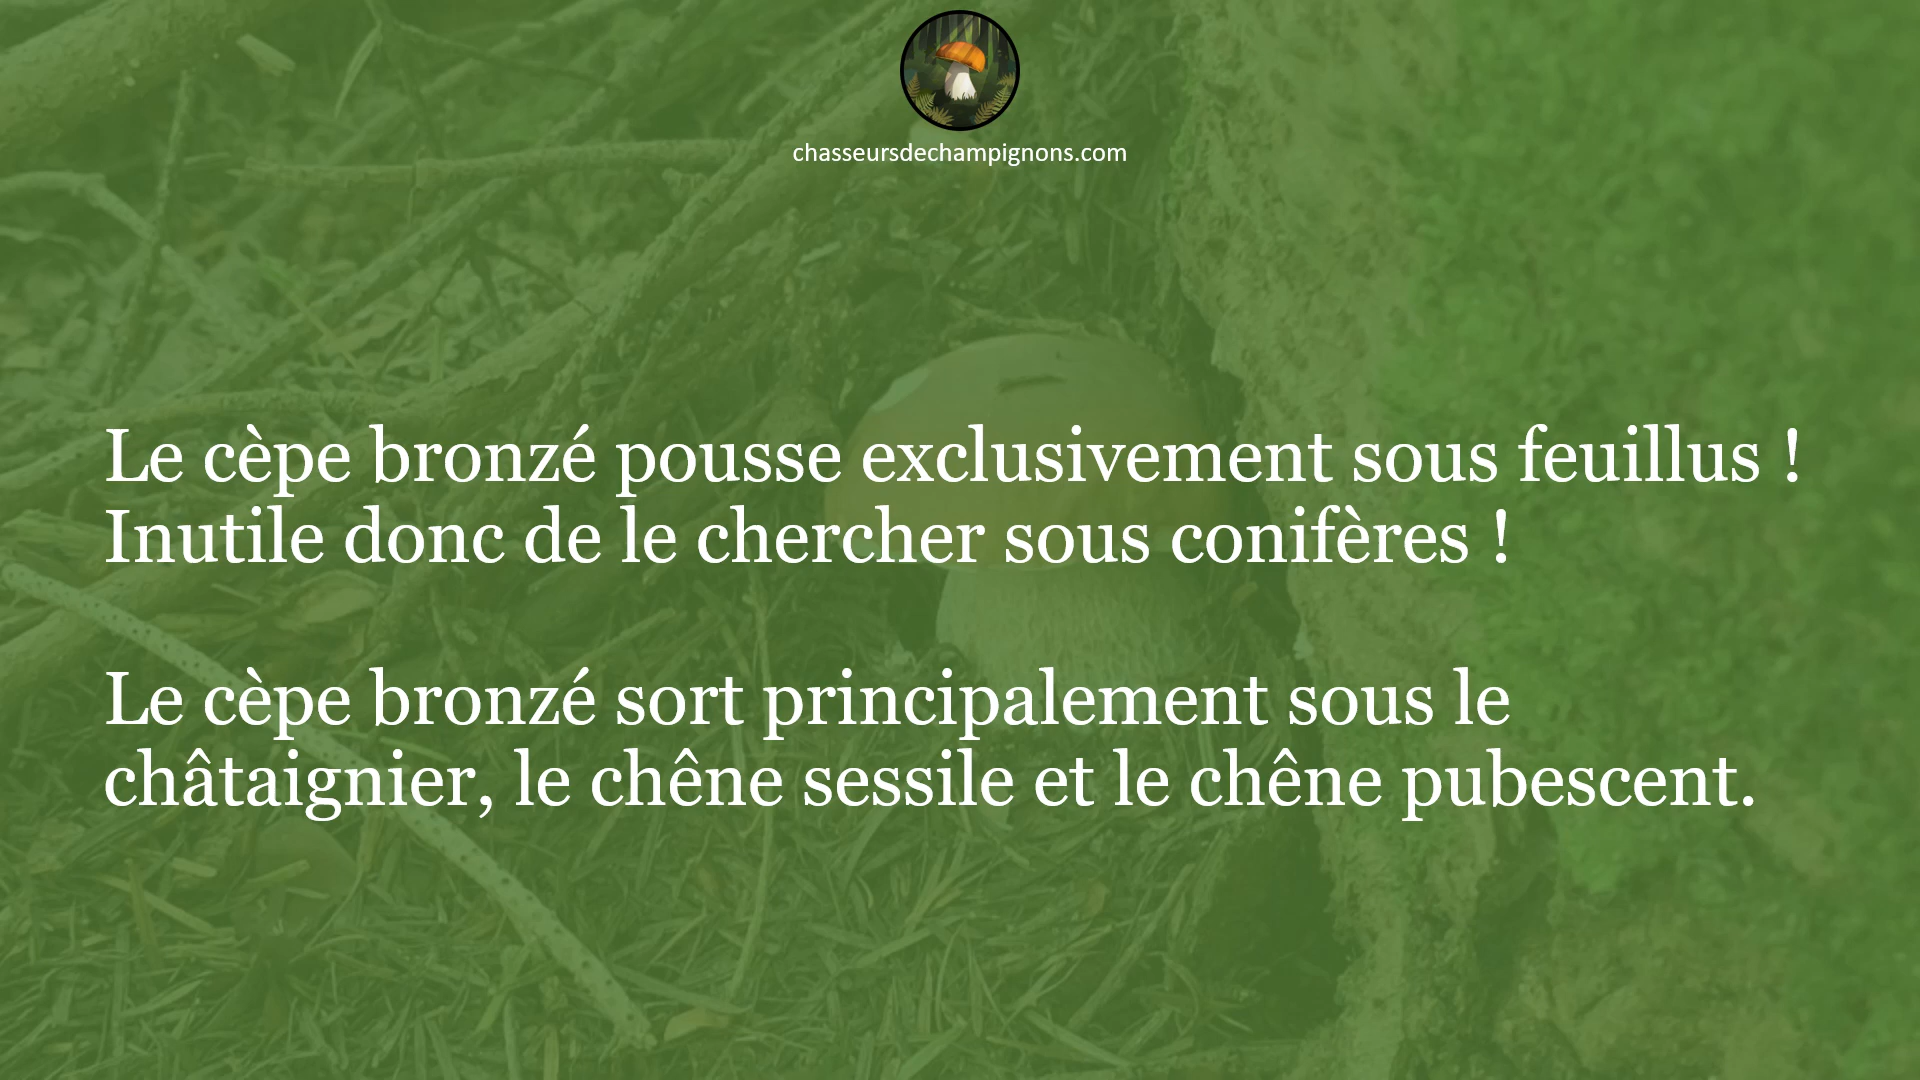 chasseursdechampignons.com
Le cèpe bronzé pousse exclusivement sous feuillus !
Inutile donc de le chercher sous conifères !
Le cèpe bronzé sort principalement sous le
châtaignier, le chêne sessile et le chêne pubescent.